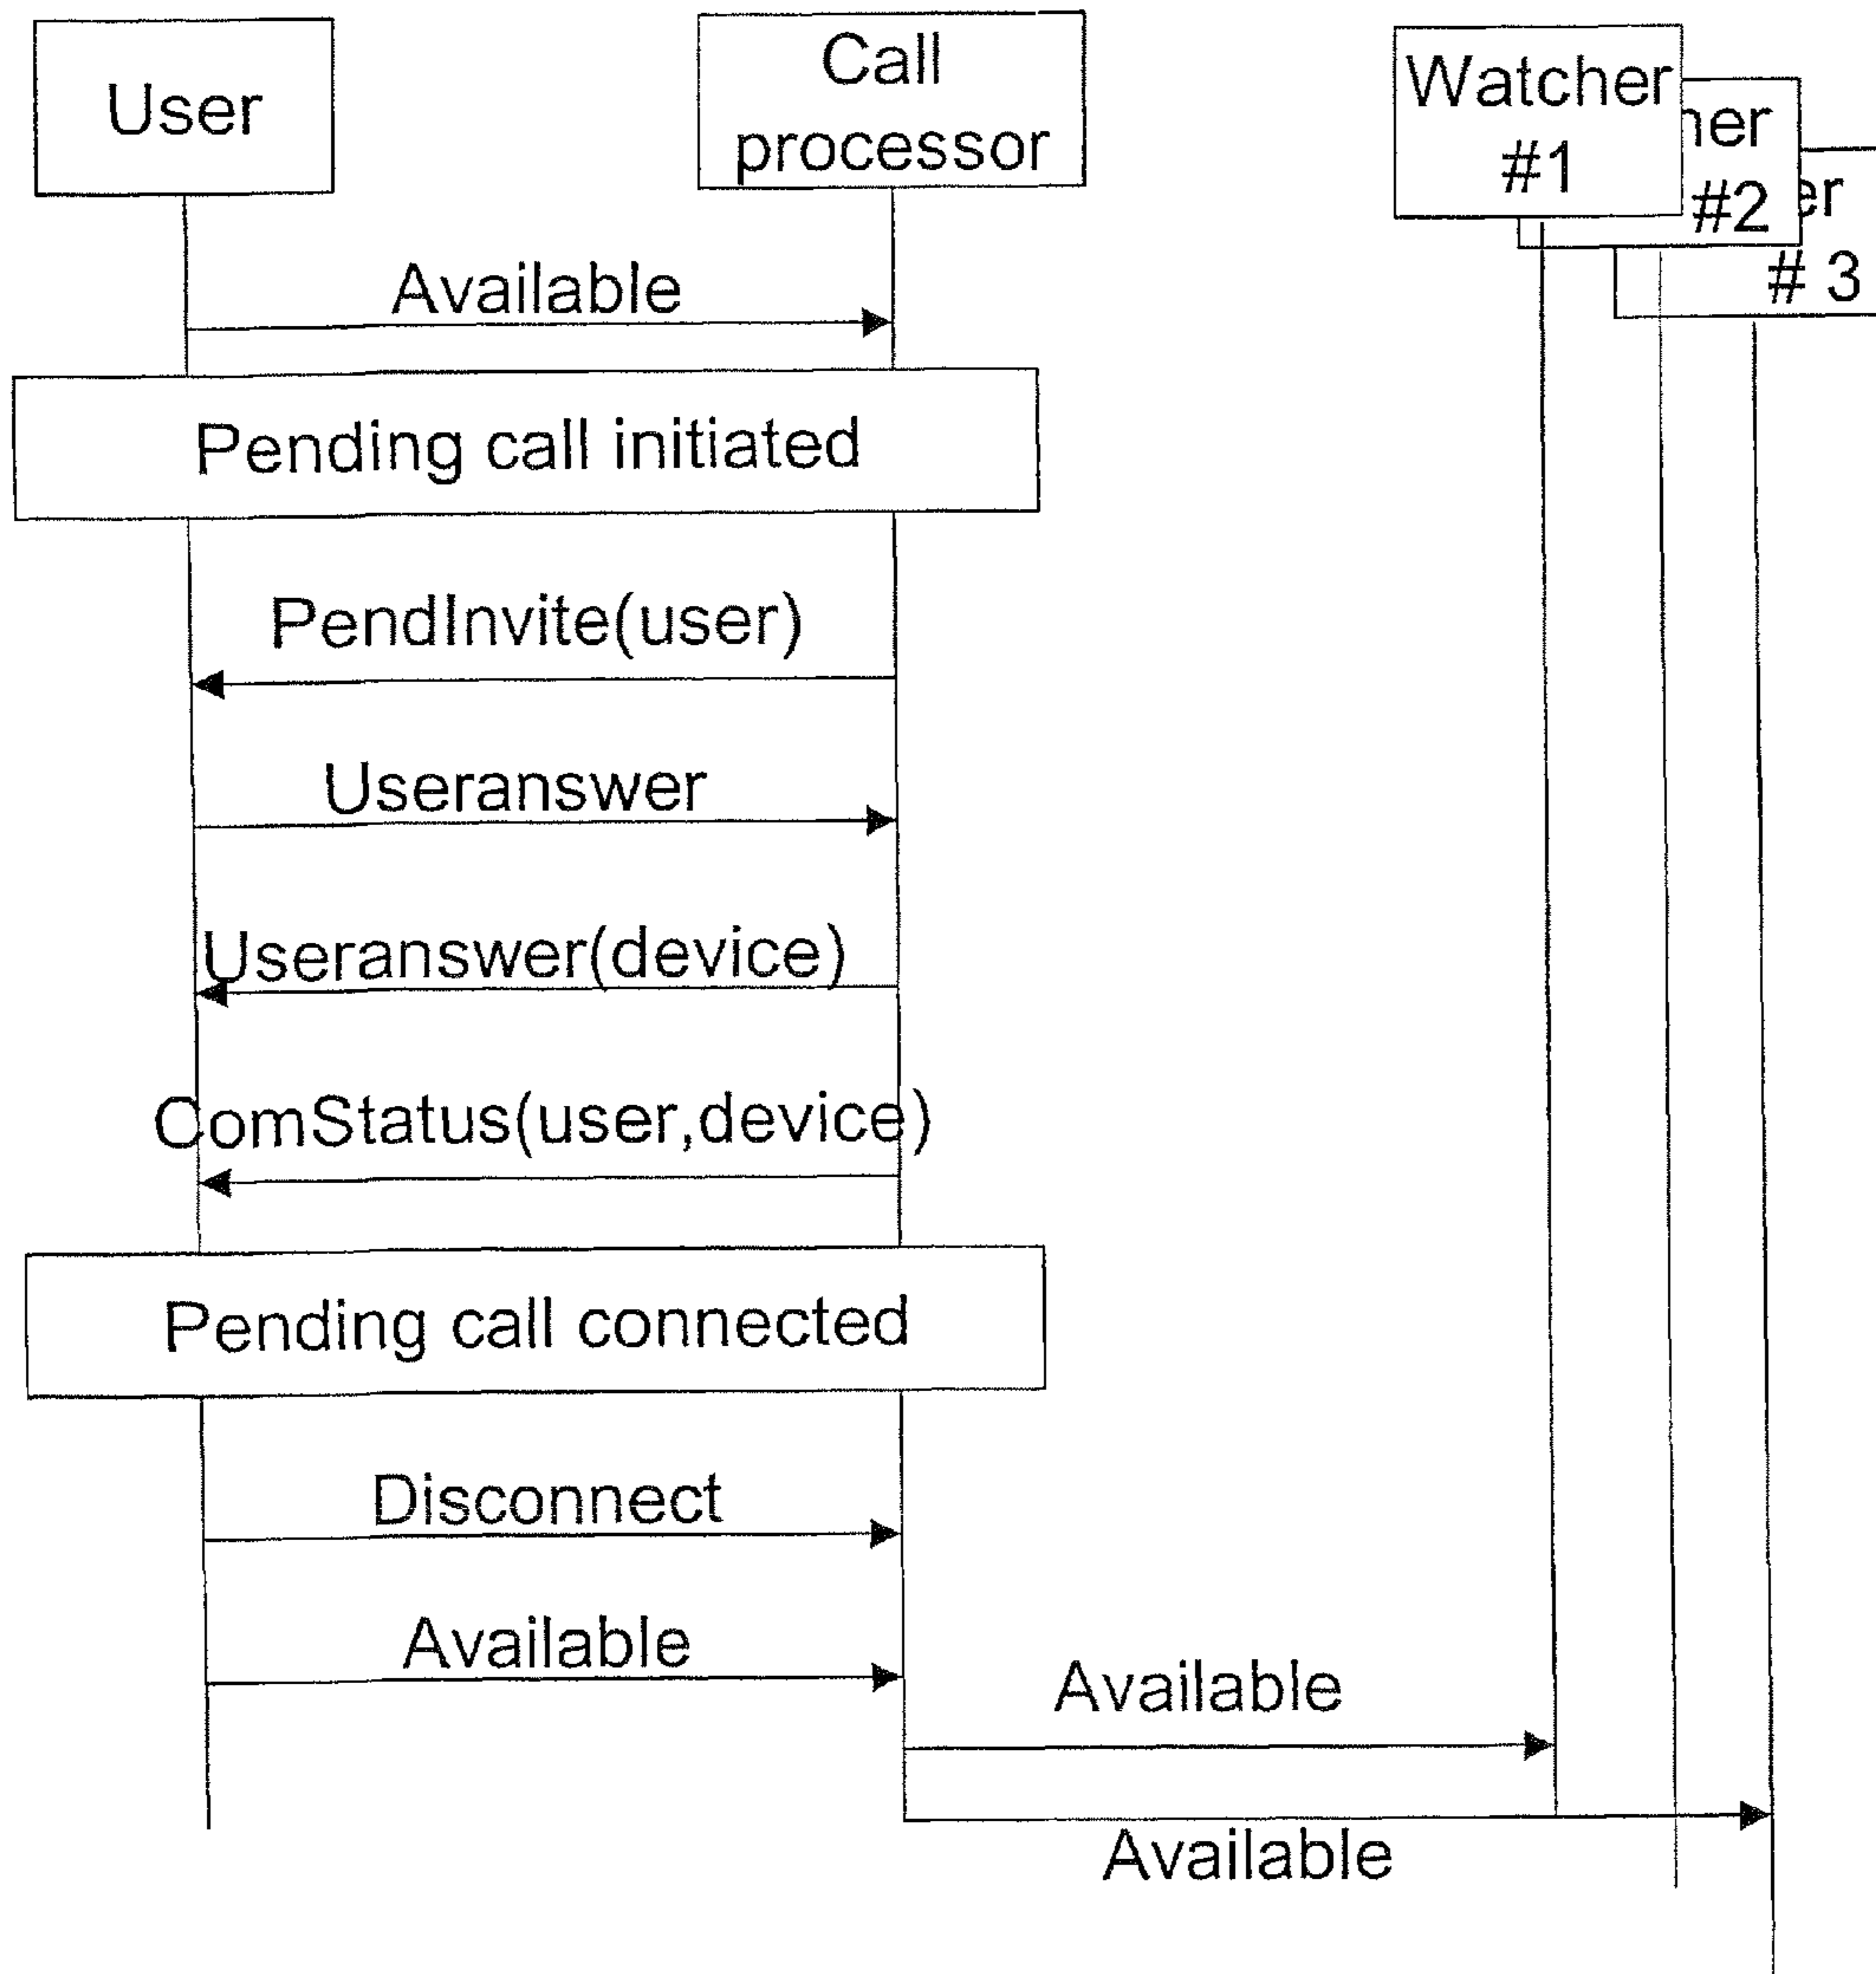 User
Call
processor
Watcher
#1
ner
#2
er
# 3
Available
Pending call initiated
PendInvite(user)
Useranswer
Useranswer(device)
ComStatus(user,device)
Pending call connected
Disconnect
Available
Available
Available